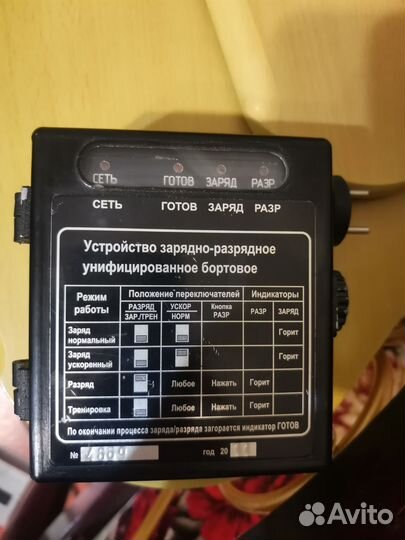 СЕТЬ ГОТОВ ЗАРЯД РАЗР
СЕТЬ ГОТОВ ЗАРЯД РАЗР
Устройство зарядно-разрядное
унифицированное бортовое
Режим работы Положение переключателей Индикаторы
РАЗРЯД УСКОР Кнопка РАЗР ЗАРЯД
ЗАР./ТРЕН НОРМ РАЗР
Заряд нормальный Горит
Заряд ускоренный Горит
Разряд Любое Нажать Горит
Тренировка Любое Нажать Горит
По окончании процесса заряда/разряда загорается индикатор ГОТОВ
№ 4669 год 20
Avito